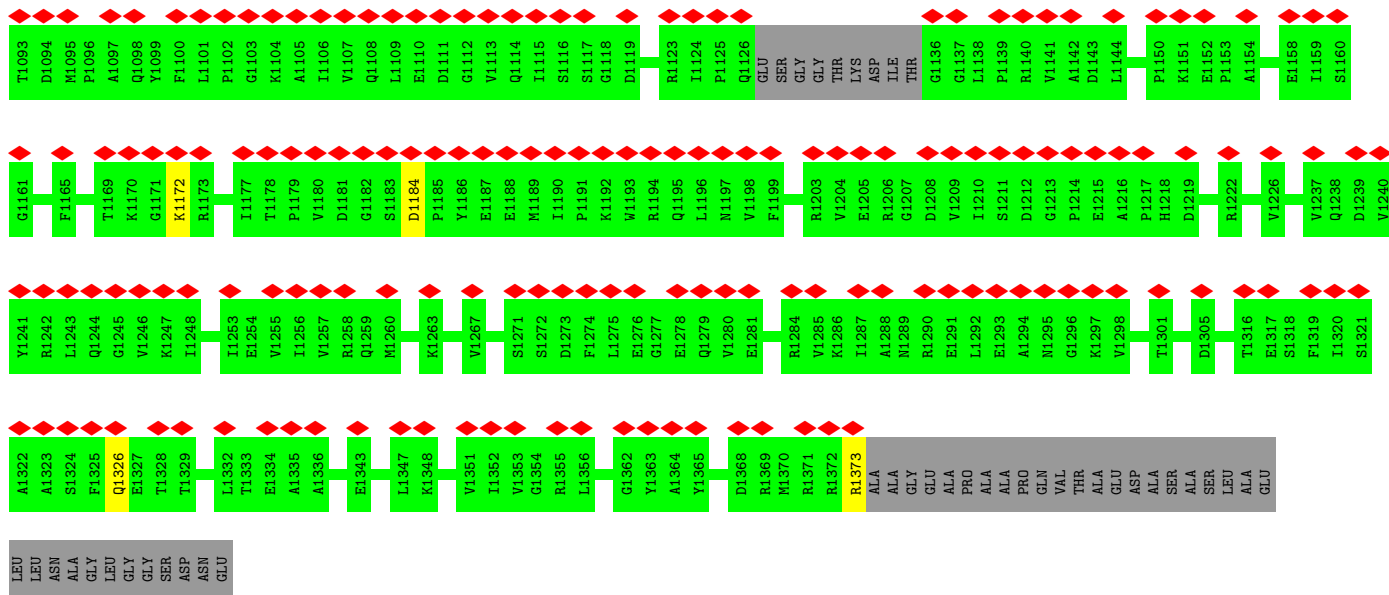 T1093 D1094 M1095 P1096 A1097 Q1098 Y1099 F1100 L1101 P1102 G1103 K1104 A1105 I1106 V1107 Q1108 L1109 E1110 D1111 G1112 V1113 Q1114 I1115 S1116 S1117 G1118 D1119 R1123 I1124 P1125 Q1126 GLU SER GLY GLY THR LYS ASP ILE THR G1136 G1137 L1138 P1139 R1140 V1141 A1142 D1143 L1144 P1150 K1151 E1152 P1153 A1154 E1158 I1159 S1160
G1161 F1165 T1169 K1170 G1171 K1172 R1173 I1177 T1178 P1179 V1180 D1181 G1182 S1183 D1184 P1185 Y1186 E1187 E1188 M1189 I1190 P1191 K1192 W1193 R1194 Q1195 L1196 N1197 V1198 F1199 R1203 V1204 E1205 R1206 G1207 D1208 V1209 I1210 S1211 D1212 G1213 P1214 E1215 A1216 P1217 H1218 D1219 R1222 V1226 V1237 Q1238 D1239 V1240
Y1241 R1242 L1243 Q1244 G1245 V1246 K1247 I1248 I1253 E1254 V1255 I1256 V1257 R1258 Q1259 M1260 K1263 V1267 S1271 S1272 D1273 F1274 L1275 E1276 G1277 E1278 Q1279 V1280 E1281 R1284 V1285 K1286 I1287 A1288 N1289 R1290 E1291 L1292 E1293 A1294 N1295 G1296 K1297 V1298 T1301 D1305 T1316 E1317 S1318 F1319 I1320 S1321
A1322 A1323 S1324 F1325 Q1326 E1327 T1328 T1329 L1332 T1333 E1334 A1335 A1336 E1343 L1347 K1348 V1351 I1352 V1353 G1354 R1355 L1356 G1362 Y1363 A1364 Y1365 D1368 R1369 M1370 R1371 R1372 R1373 ALA ALA GLY GLU ALA PRO ALA ALA PRO GLN VAL THR ALA GLU ASP ALA SER ALA SER LEU ALA GLU
LEU LEU ASN ALA GLY LEU GLY GLY SER ASP ASN GLU